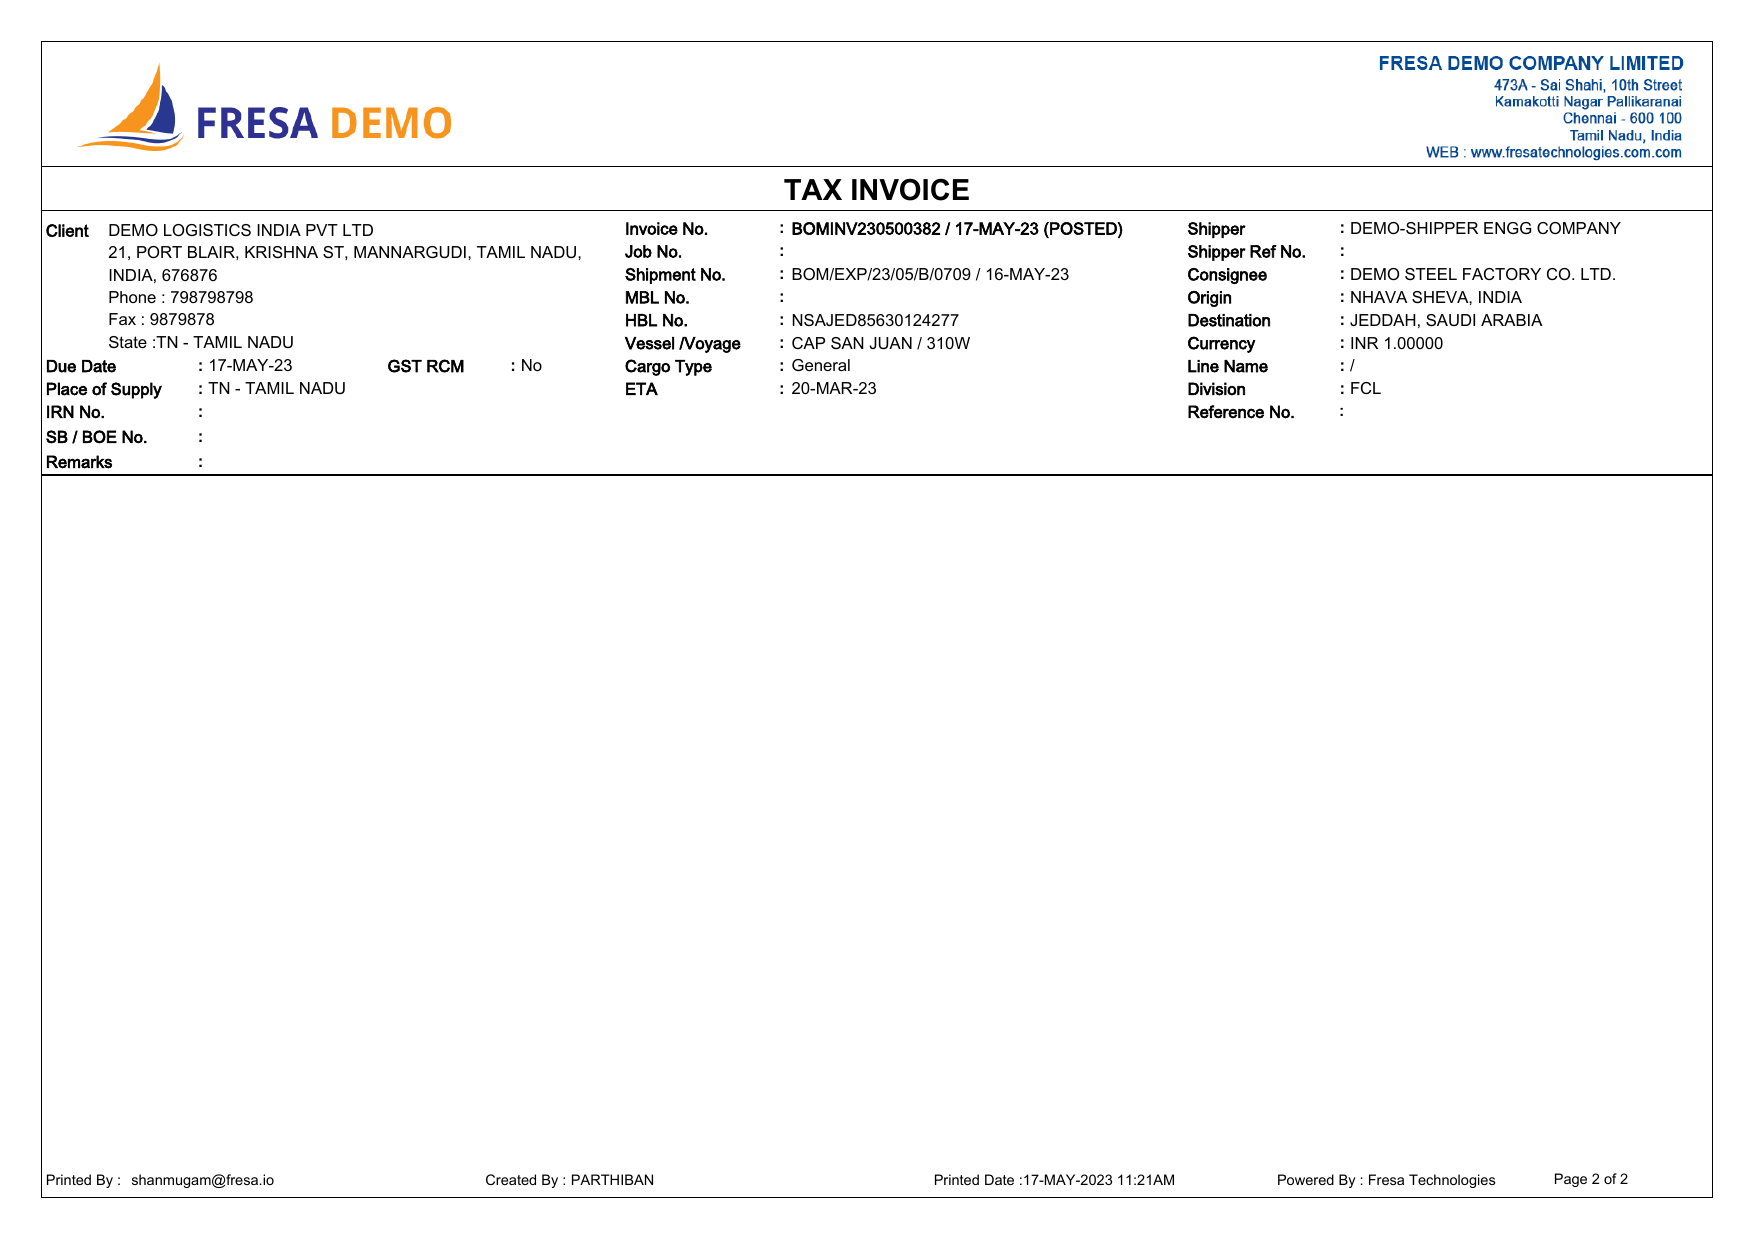 FRESA DEMO
FRESA DEMO COMPANY LIMITED
473A - Sai Shahi, 10th Street
Kamakotti Nagar Pallikaranai
Chennai - 600 100
Tamil Nadu, India
WEB : www.fresatechnologies.com.com
TAX INVOICE
Client DEMO LOGISTICS INDIA PVT LTD
21, PORT BLAIR, KRISHNA ST, MANNARGUDI, TAMIL NADU,
INDIA, 676876
Phone : 798798798
Fax : 9879878
State :TN - TAMIL NADU
Due Date : 17-MAY-23 GST RCM : No
Place of Supply : TN - TAMIL NADU
IRN No. :
SB / BOE No. :
Remarks :
Invoice No. : BOMINV230500382 / 17-MAY-23 (POSTED)
Job No. :
Shipment No. : BOM/EXP/23/05/B/0709 / 16-MAY-23
MBL No. :
HBL No. : NSAJED85630124277
Vessel /Voyage : CAP SAN JUAN / 310W
Cargo Type : General
ETA : 20-MAR-23
Shipper : DEMO-SHIPPER ENGG COMPANY
Shipper Ref No. :
Consignee : DEMO STEEL FACTORY CO. LTD.
Origin : NHAVA SHEVA, INDIA
Destination : JEDDAH, SAUDI ARABIA
Currency : INR 1.00000
Line Name : /
Division : FCL
Reference No. :
Printed By : shanmugam@fresa.io Created By : PARTHIBAN Printed Date :17-MAY-2023 11:21AM Powered By : Fresa Technologies Page 2 of 2